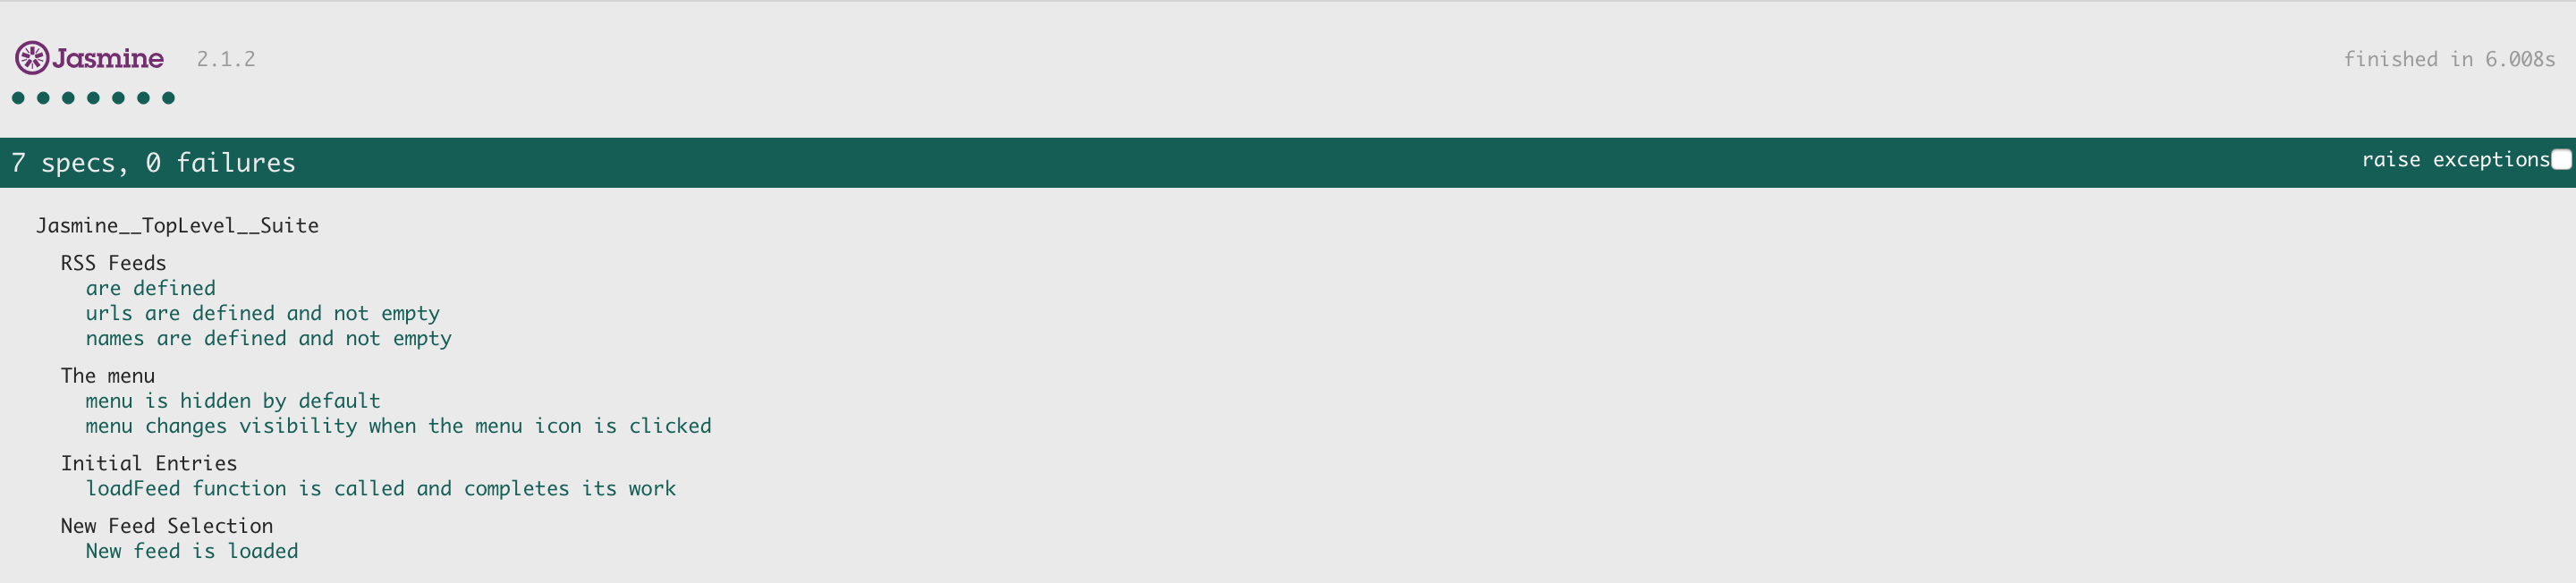 Jasmine 2.1.2 finished in 6.008s
7 specs, 0 failures raise exceptions
Jasmine__TopLevel__Suite
RSS Feeds
are defined
urls are defined and not empty
names are defined and not empty
The menu
menu is hidden by default
menu changes visibility when the menu icon is clicked
Initial Entries
loadFeed function is called and completes its work
New Feed Selection
New feed is loaded